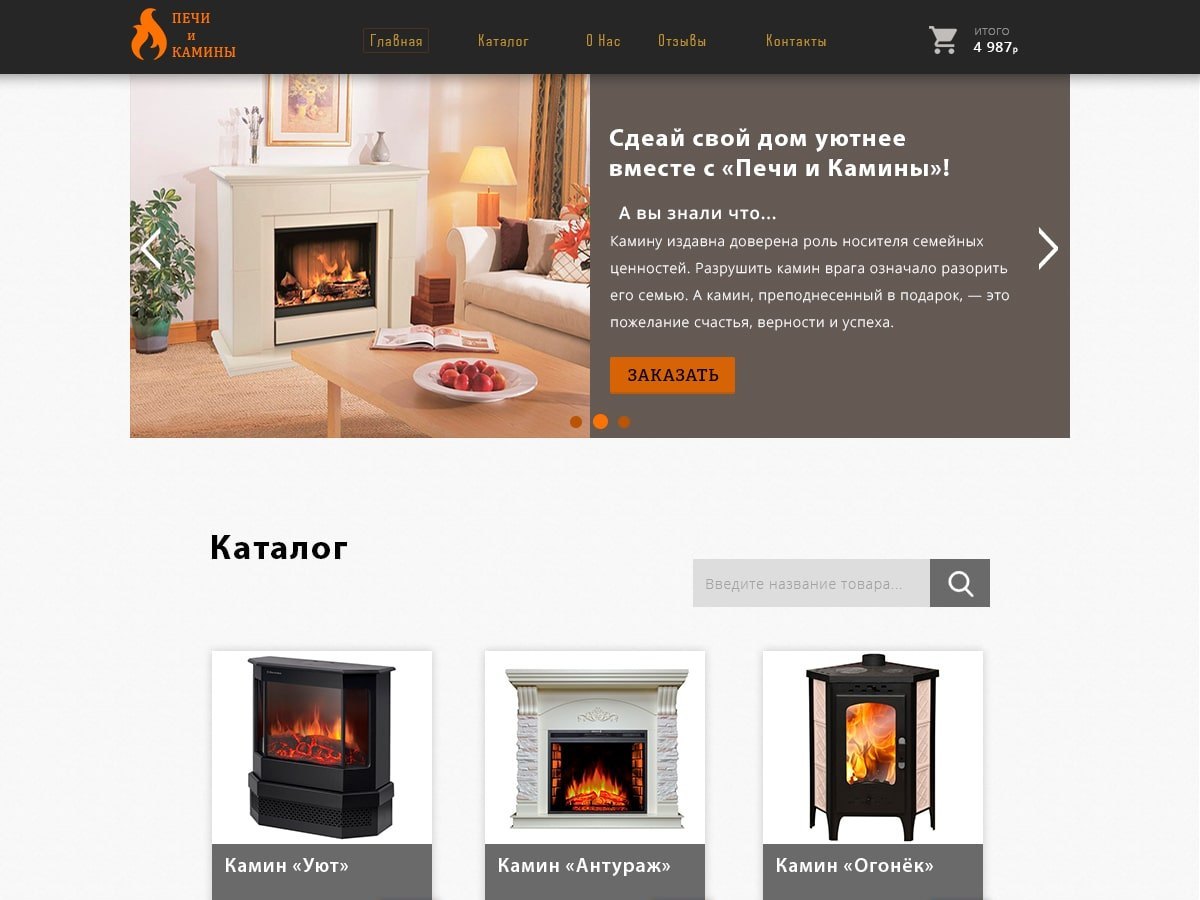 ПЕЧИ
и
КАМИНЫ
Главная
Каталог
О Нас
Отзывы
Контакты
ИТОГО
4 987р
Сдеай свой дом уютнее
вместе с «Печи и Камины»!
А вы знали что...
Камину издавна доверена роль носителя семейных
ценностей. Разрушить камин врага означало разорить
его семью. А камин, преподнесенный в подарок, — это
пожелание счастья, верности и успеха.
ЗАКАЗАТЬ
Каталог
Введите название товара...
Камин «Уют»
Камин «Антураж»
Камин «Огонёк»